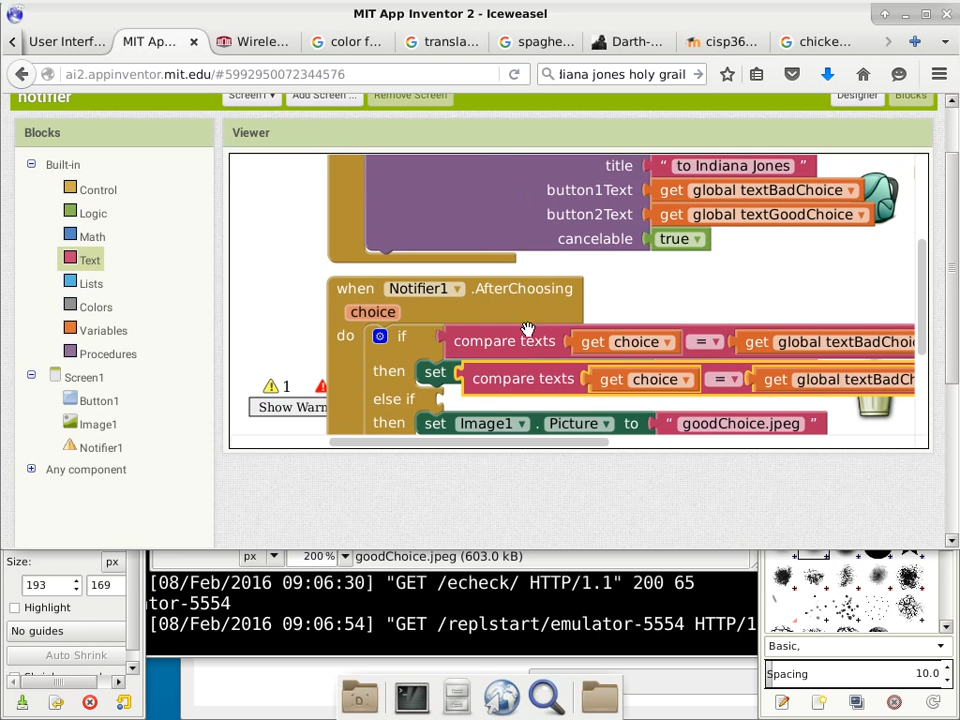 MIT App Inventor 2 - Iceweasel
User Interf...
MIT Ap...
Wirele...
color f...
transla...
spaghe...
Darth-...
cisp36...
chicke...
ai2.appinventor.mit.edu/#5992950072344576
liana jones holy grail
notifier
Screen1
Add Screen ...
Remove Screen
Designer
Blocks
Blocks
Viewer
Built-in
Control
Logic
Math
Text
Lists
Colors
Variables
Procedures
Screen1
Button1
Image1
Notifier1
Any component
title " to Indiana Jones "
button1Text get global textBadChoice
button2Text get global textGoodChoice
cancelable true
when Notifier1 .AfterChoosing
choice
do if compare texts get choice = get global textBadChoi
then set compare texts get choice = get global textBadCh
else if
then set Image1 . Picture to " goodChoice.jpeg "
1
Show Warn
Size: px
193 169
Highlight
No guides
Auto Shrink
px 200% goodChoice.jpeg (603.0 kB)
[08/Feb/2016 09:06:30] "GET /echeck/ HTTP/1.1" 200 65
tor-5554
[08/Feb/2016 09:06:54] "GET /replstart/emulator-5554 HTTP/1
Basic,
Spacing 10.0